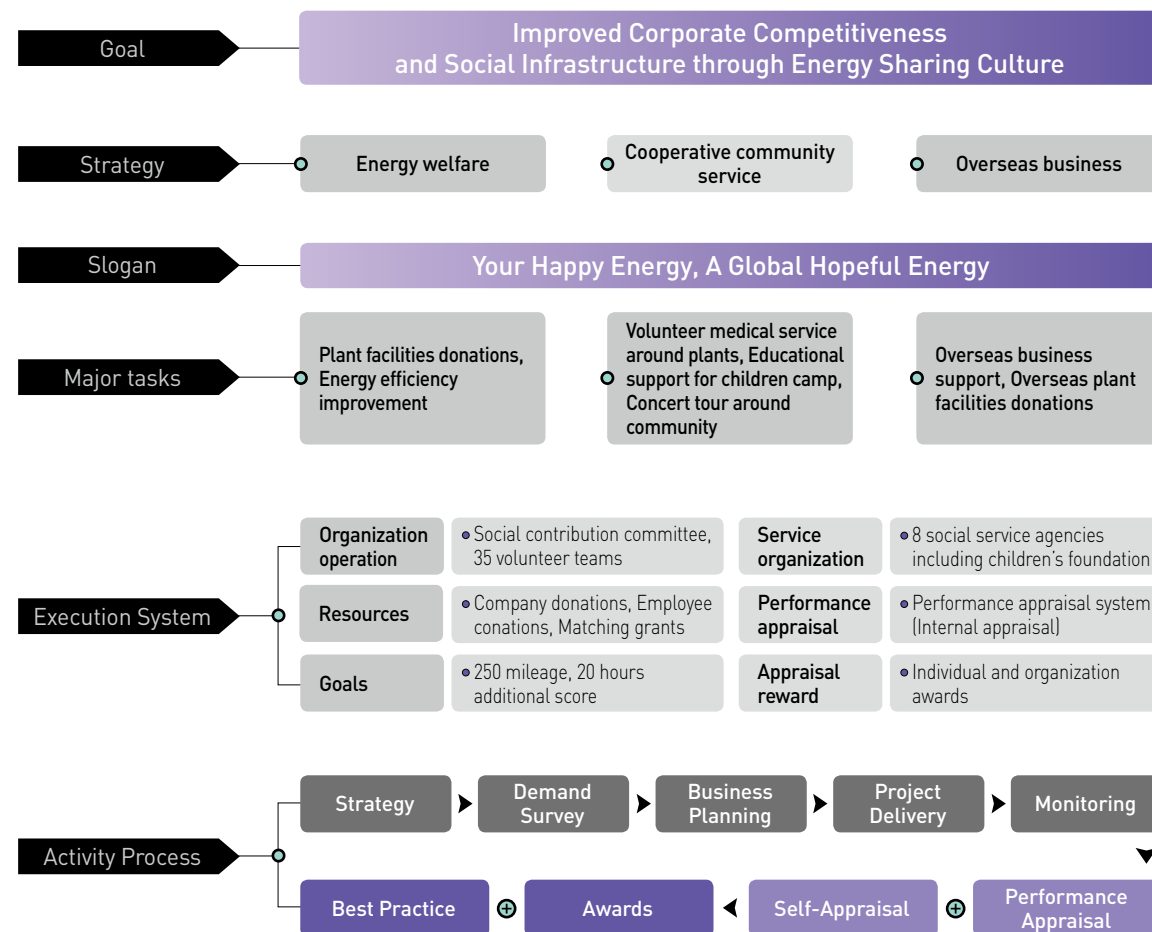 Goal
Improved Corporate Competitiveness
and Social Infrastructure through Energy Sharing Culture
Strategy
Energy welfare
Cooperative community
service
Overseas business
Slogan
Your Happy Energy, A Global Hopeful Energy
Major tasks
Plant facilities donations,
Energy efficiency
improvement
Volunteer medical service
around plants, Educational
support for children camp,
Concert tour around
community
Overseas business
support, Overseas plant
facilities donations
Execution System
Organization
operation
Social contribution committee,
35 volunteer teams
Service
organization
8 social service agencies
including children's foundation
Resources
Company donations, Employee
conations, Matching grants
Performance
appraisal
Performance appraisal system
(Internal appraisal)
Goals
250 mileage, 20 hours
additional score
Appraisal
reward
Individual and organization
awards
Activity Process
Strategy
Demand
Survey
Business
Planning
Project
Delivery
Monitoring
Best Practice
Awards
Self-Appraisal
Performance
Appraisal